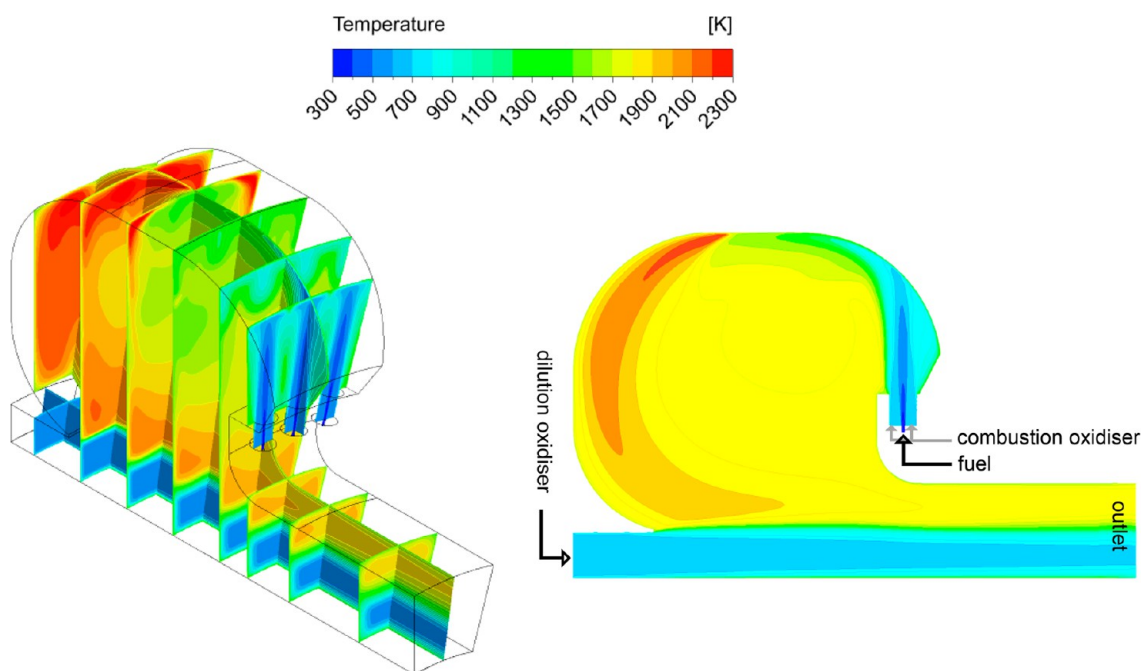 Temperature [K]
300 500 700 900 1100 1300 1500 1700 1900 2100 2300
dilution oxidiser
combustion oxidiser
fuel
outlet